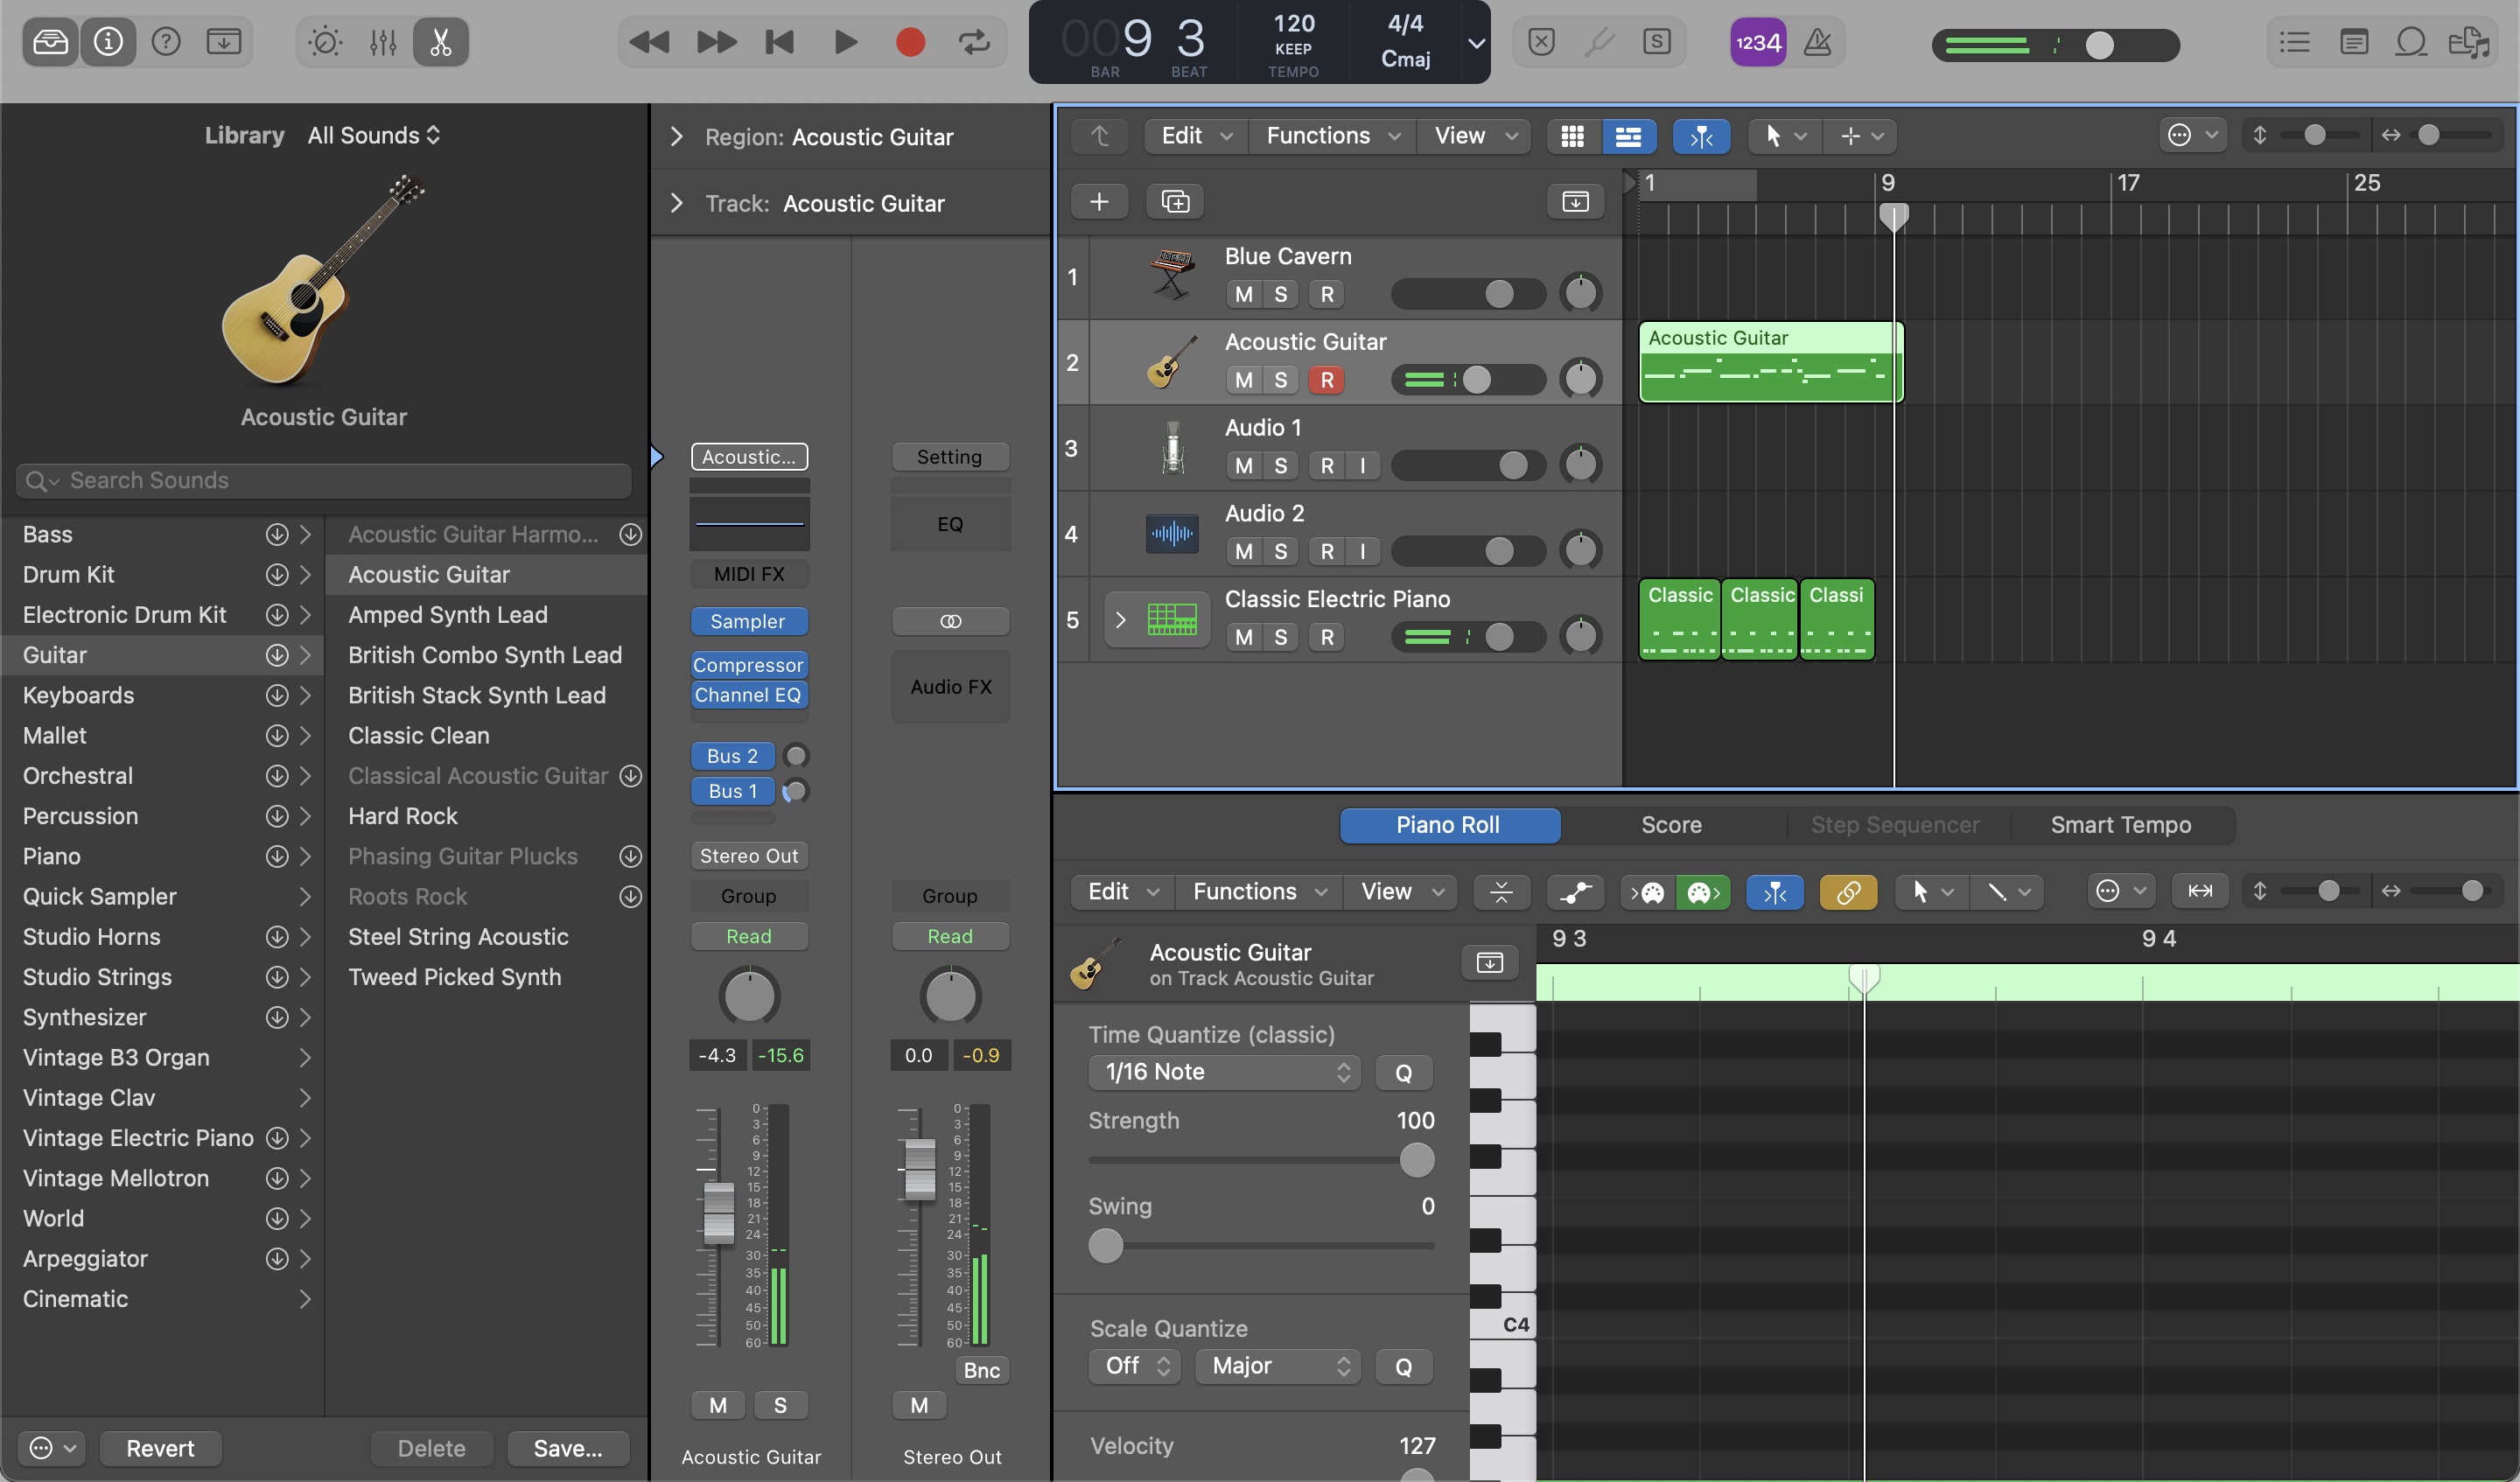 009 3
BAR BEAT
120
KEEP
TEMPO
4/4
Cmaj
S
1234
Library All Sounds
Acoustic Guitar
Search Sounds
Bass
Drum Kit
Electronic Drum Kit
Guitar
Keyboards
Mallet
Orchestral
Percussion
Piano
Quick Sampler
Studio Horns
Studio Strings
Synthesizer
Vintage B3 Organ
Vintage Clav
Vintage Electric Piano
Vintage Mellotron
World
Arpeggiator
Cinematic
Acoustic Guitar Harmo...
Acoustic Guitar
Amped Synth Lead
British Combo Synth Lead
British Stack Synth Lead
Classic Clean
Classical Acoustic Guitar
Hard Rock
Phasing Guitar Plucks
Roots Rock
Steel String Acoustic
Tweed Picked Synth
Revert Delete Save...
Region: Acoustic Guitar
Track: Acoustic Guitar
Acoustic...
MIDI FX
Sampler
Compressor
Channel EQ
Bus 2
Bus 1
Stereo Out
Group
Read
-4.3 -15.6
0
3
6
9
12
15
18
21
24
30
35
40
45
50
60
M S
Acoustic Guitar
Setting
EQ
Audio FX
Group
Read
0.0 -0.9
0
3
6
9
12
15
18
21
24
30
35
40
45
50
60
Bnc
M
Stereo Out
Edit Functions View
1 9 17 25
1 Blue Cavern
M S R
2 Acoustic Guitar
M S R
Acoustic Guitar
3 Audio 1
M S R I
4 Audio 2
M S R I
5 Classic Electric Piano
M S R
Classic Classic Classi
Piano Roll Score Step Sequencer Smart Tempo
Edit Functions View
9 3 9 4
Acoustic Guitar
on Track Acoustic Guitar
Time Quantize (classic)
1/16 Note Q
Strength 100
Swing 0
Scale Quantize
Off Major Q
Velocity 127
C4